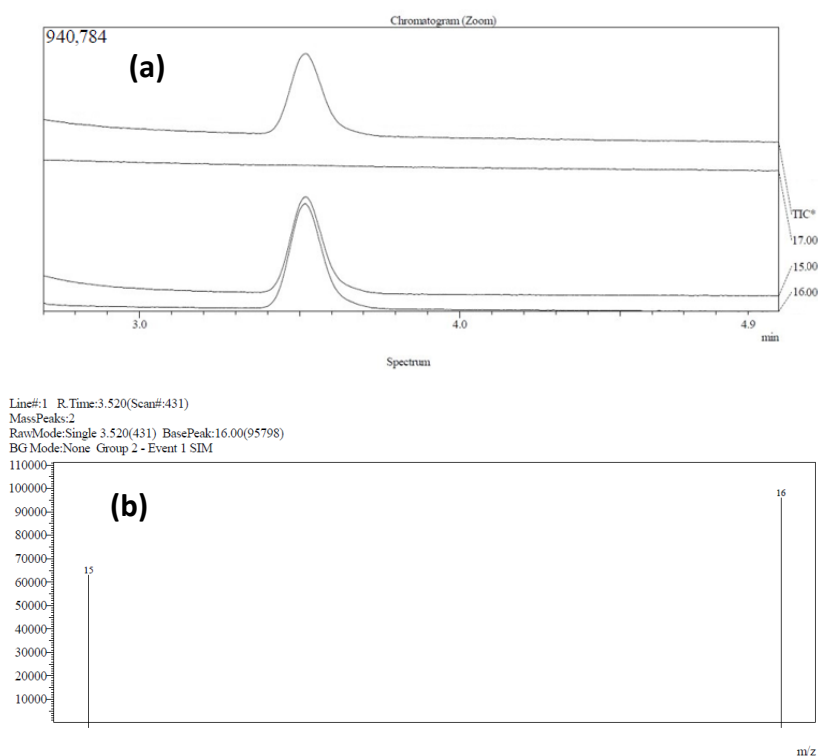 Chromatogram (Zoom)
940,784
(a)
TIC*
17.00
15.00
16.00
3.0
4.0
4.9
min
Spectrum
Line#:1 R.Time:3.520(Scan#:431)
MassPeaks:2
RawMode:Single 3.520(431) BasePeak:16.00(95798)
BG Mode:None Group 2 - Event 1 SIM
110000
100000
90000
80000
70000
60000
50000
40000
30000
20000
10000
(b)
15
16
m/z